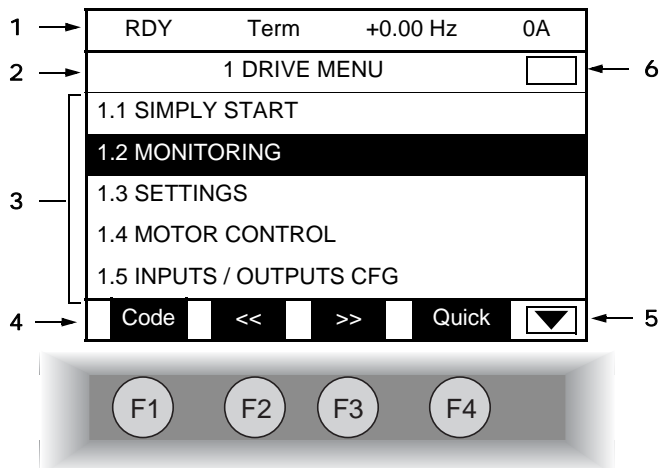 1 RDY Term +0.00 Hz 0A
2 1 DRIVE MENU 6
1.1 SIMPLY START
1.2 MONITORING
3 1.3 SETTINGS
1.4 MOTOR CONTROL
1.5 INPUTS / OUTPUTS CFG
4 Code << >> Quick 5
F1 F2 F3 F4